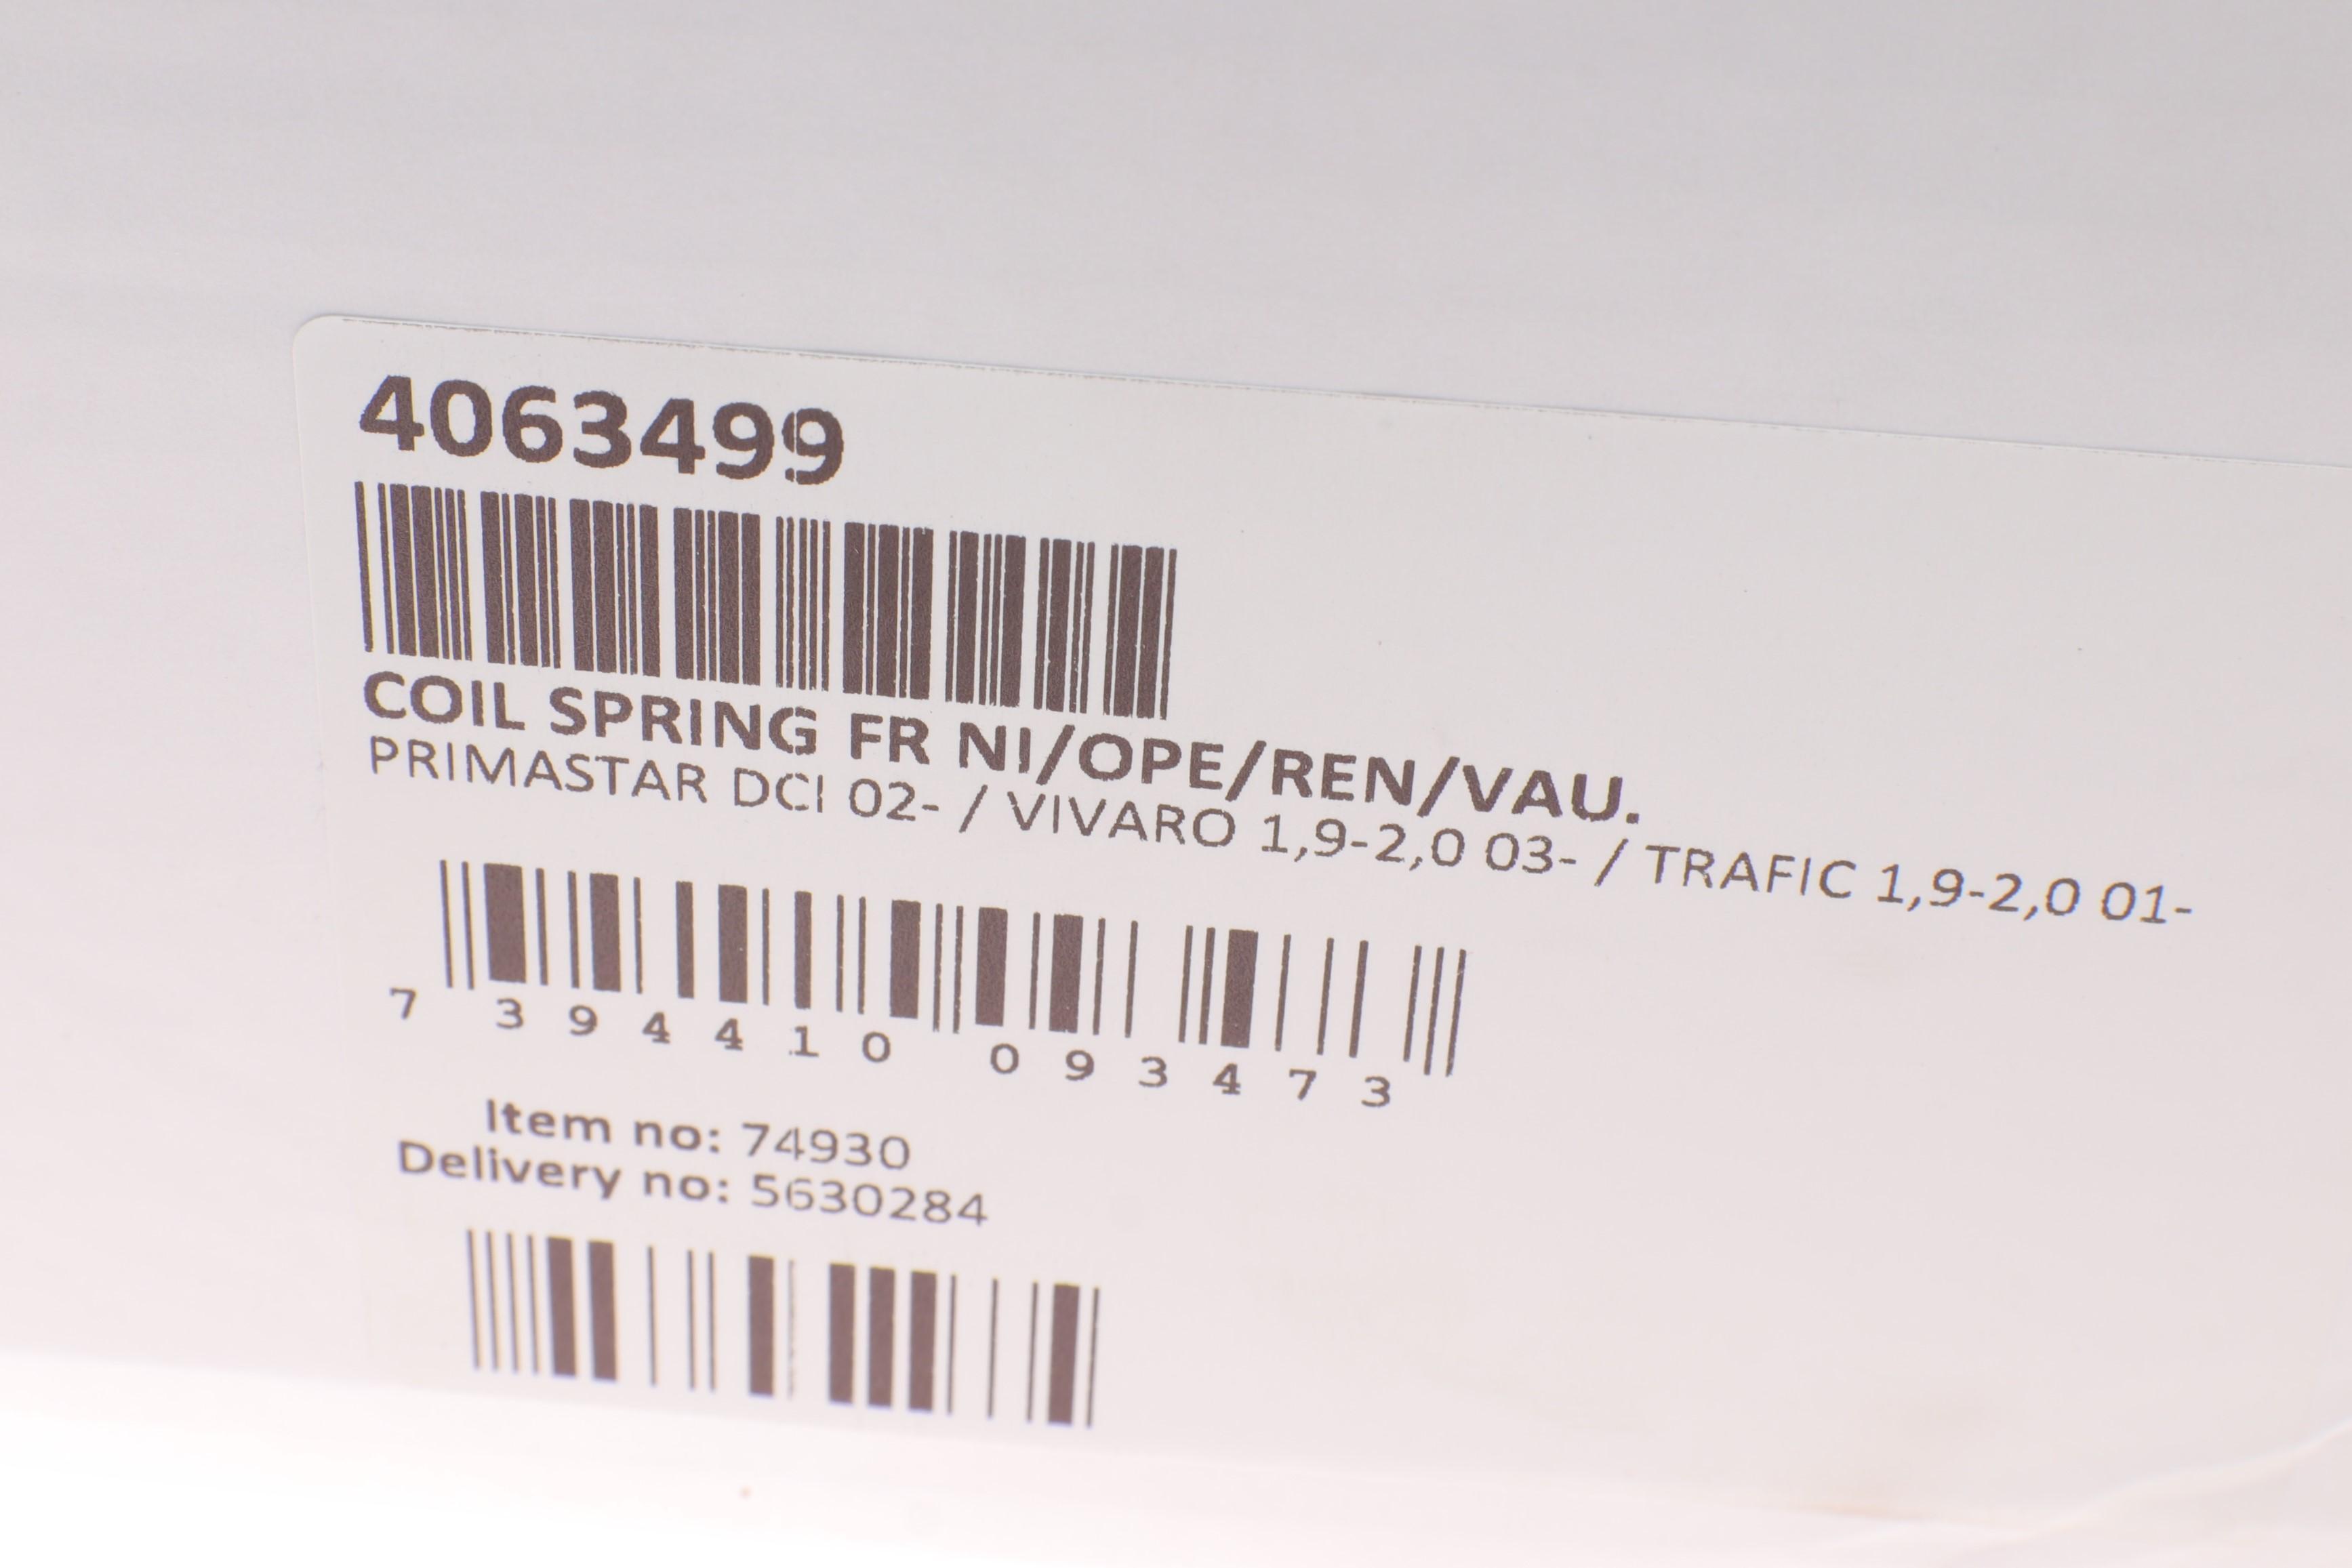 4063499
COIL SPRING FR NI/OPE/REN/VAU.
PRIMASTAR DCI 02- / VIVARO 1,9-2,0 03- / TRAFIC 1,9-2,0 01-
7 394410 093473
Item no: 74930
Delivery no: 5630284